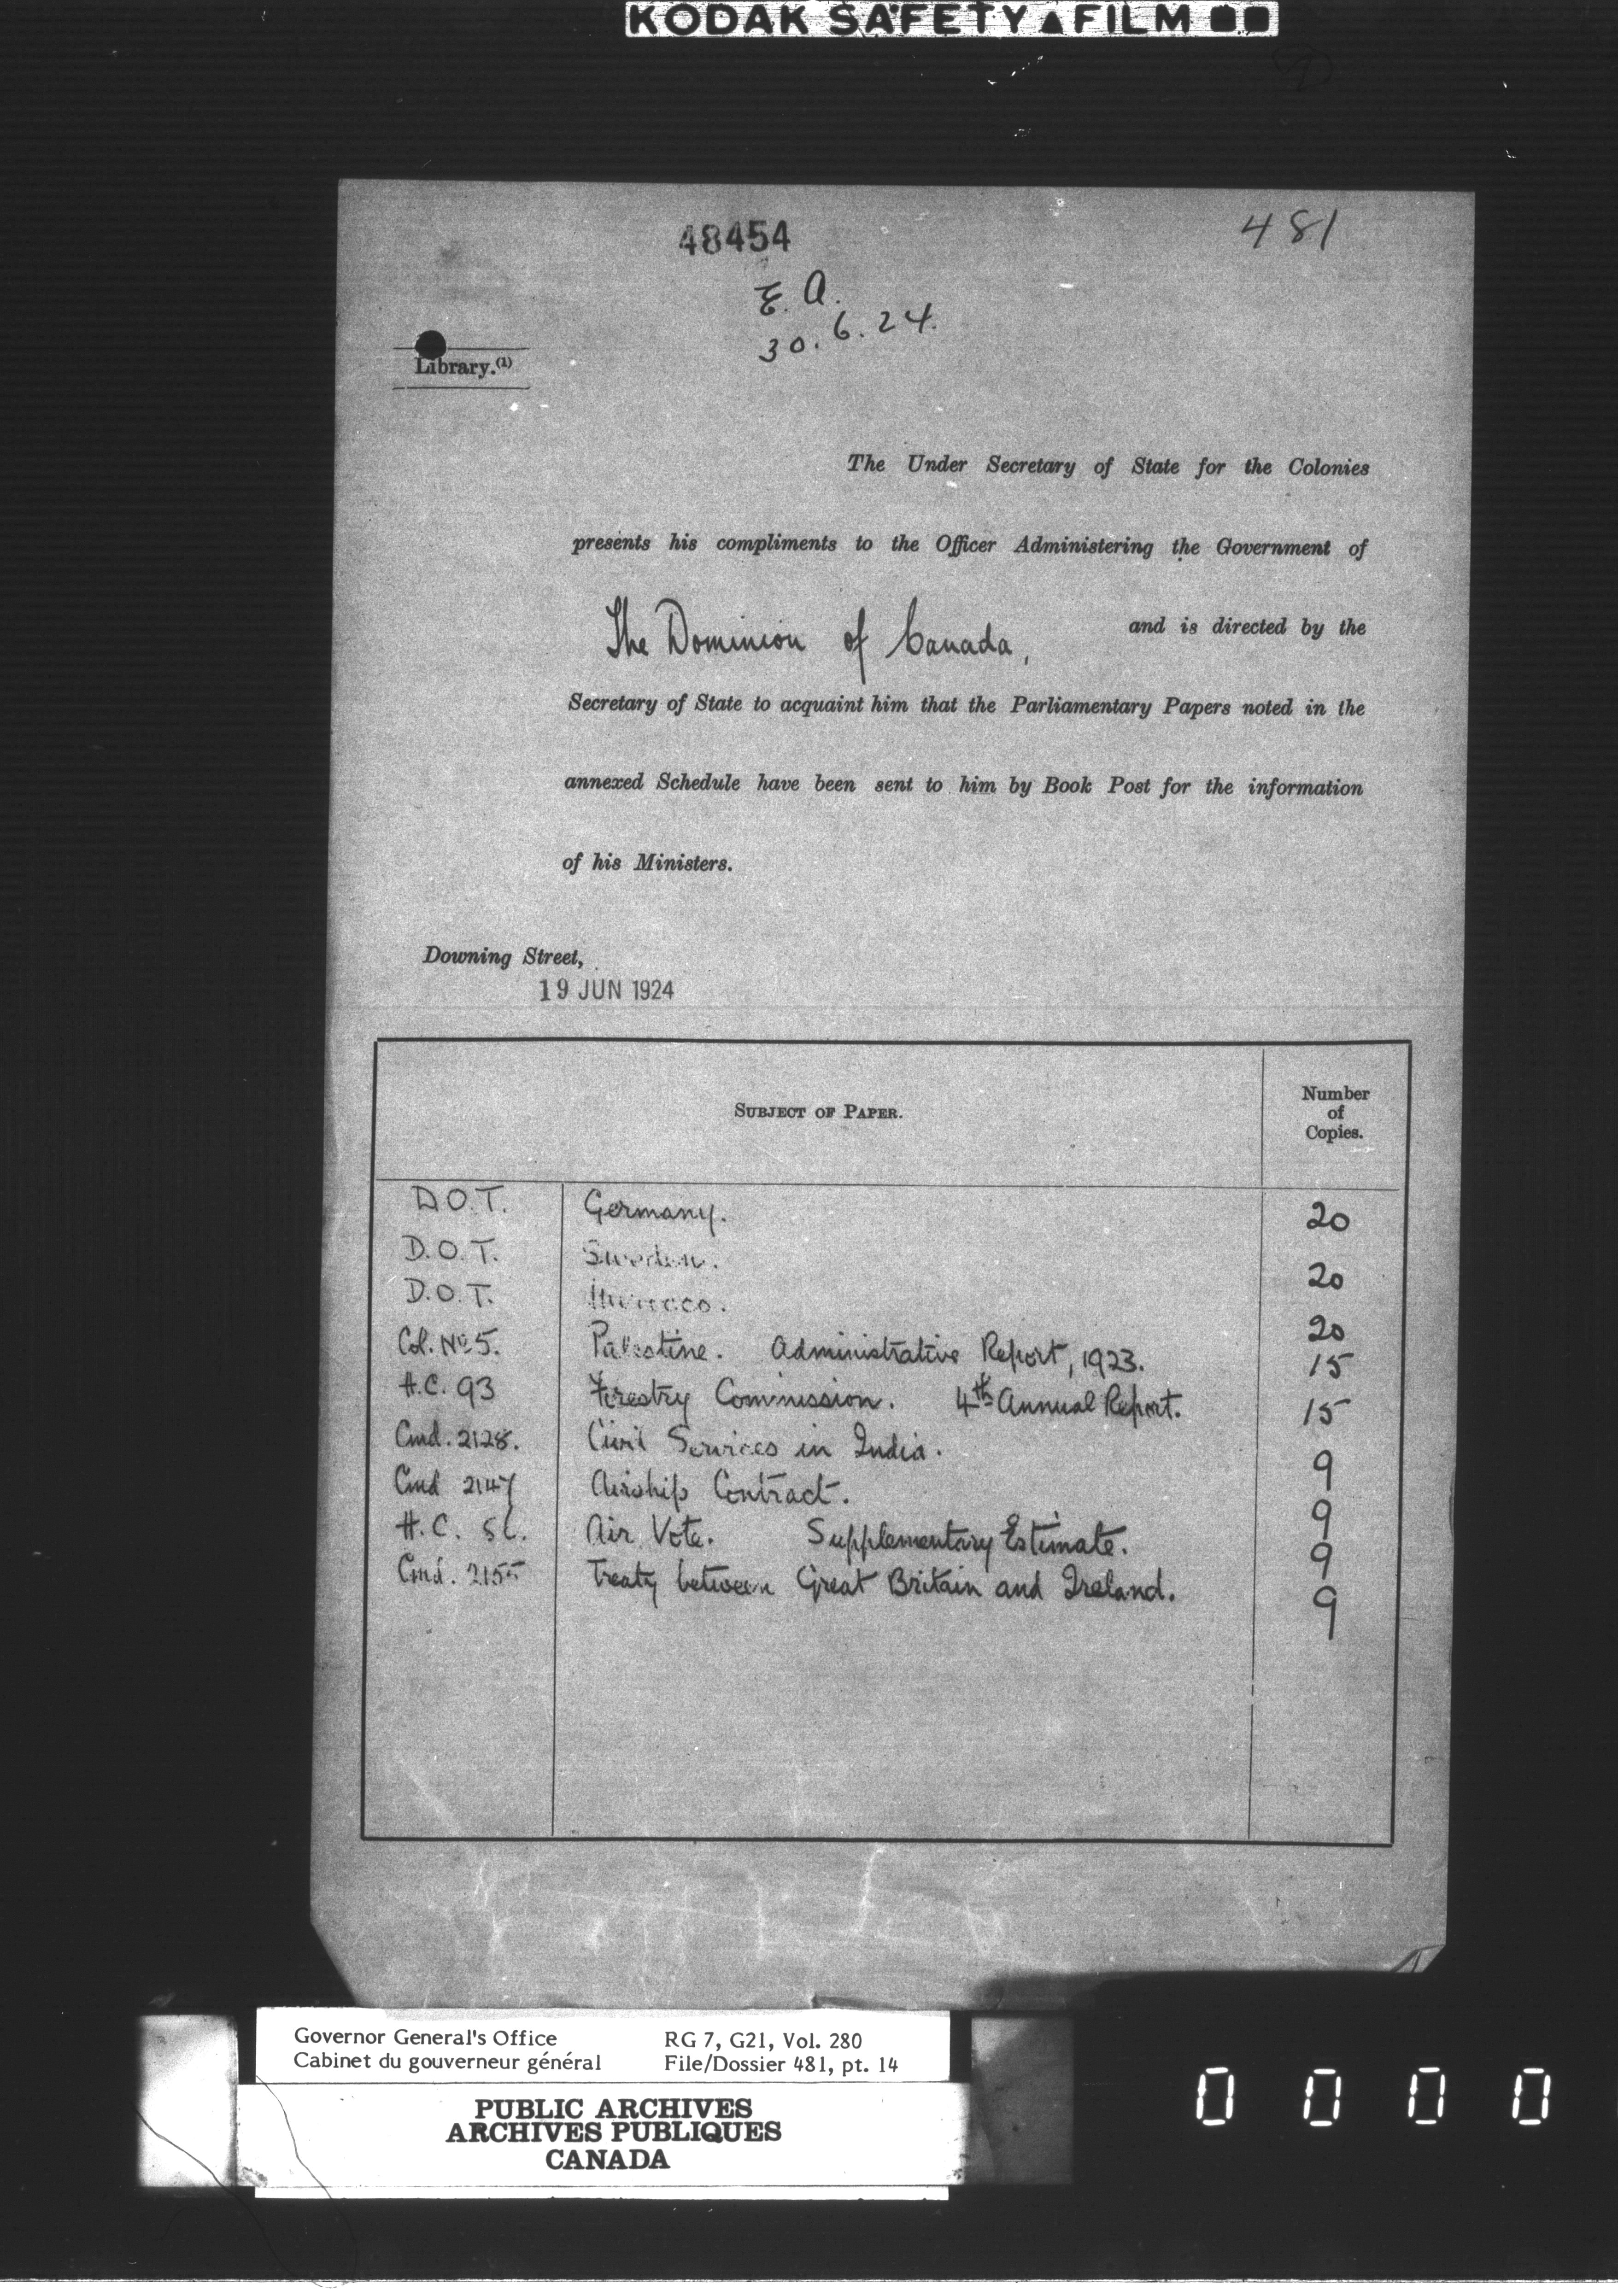 KODAK SAFETY FILM
48454
481
E. A.
30.6.24.
Library.(1)
The Under Secretary of State for the Colonies
presents his compliments to the Officer Administering the Government of
The Dominion of Canada,
and is directed by the
Secretary of State to acquaint him that the Parliamentary Papers noted in the
annexed Schedule have been sent to him by Book Post for the information
of his Ministers.
Downing Street,
19 JUN 1924
SUBJECT OF PAPER.
Number
of
Copies.
D.O.T. Germany. 20
D.O.T. Sweden. 20
D.O.T. Morocco. 20
Col. No 5. Palestine. Administrative Report, 1923. 15
H.C. 93 Forestry Commission. 4th Annual Report. 15
Cmd. 2128. Civil Services in India. 9
Cmd 2147 Airship Contract. 9
H.C. Air Vote. Supplementary Estimate. 9
Cmd. 2155 Treaty between Great Britain and Ireland. 9
Governor General's Office RG 7, G21, Vol. 280
Cabinet du gouverneur général File/Dossier 481, pt. 14
PUBLIC ARCHIVES
ARCHIVES PUBLIQUES
CANADA
0 0 0 0